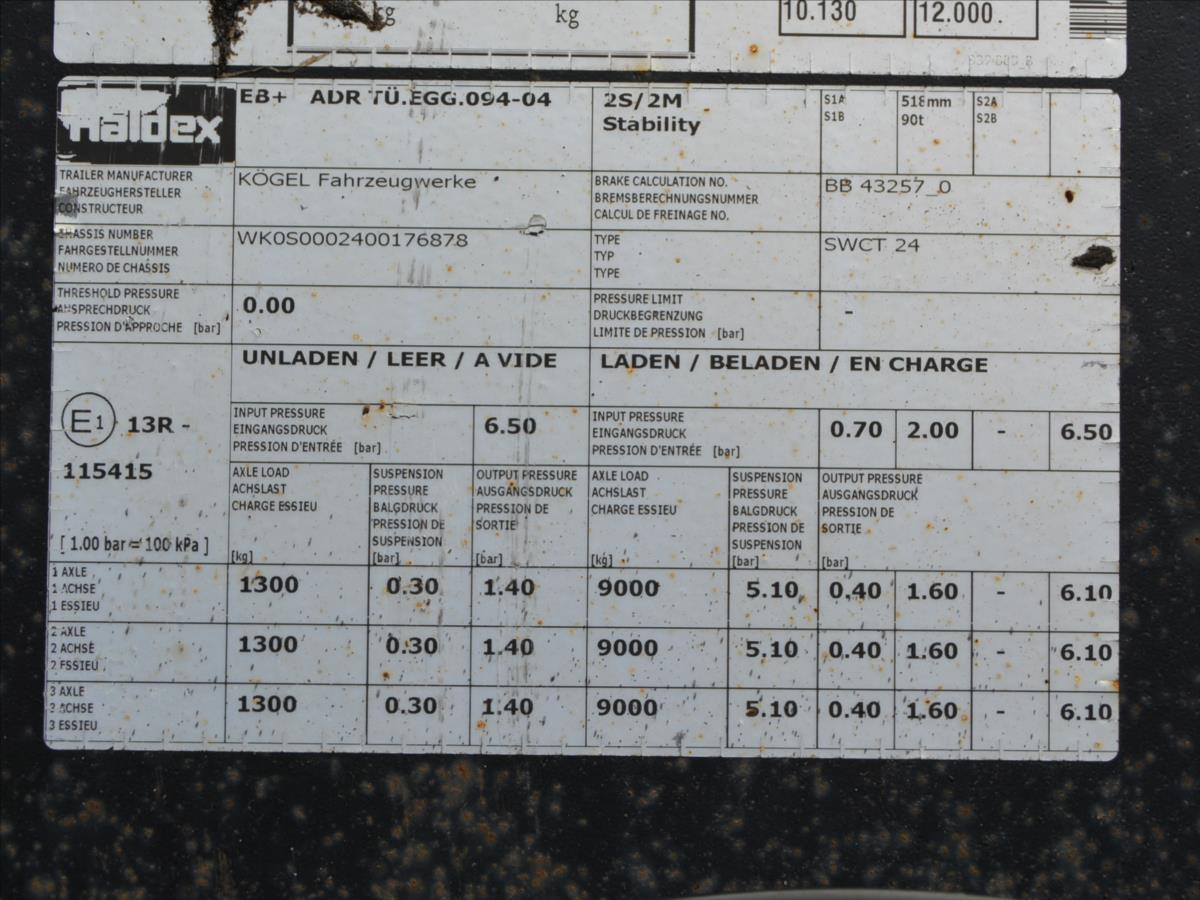 kg kg 10.130 12.000.
Haldex EB+ ADR TÜ.EGG.094-04 2S/2M Stability S1A S1B 518mm 90t S2A S2B
TRAILER MANUFACTURER
FAHRZEUGHERSTELLER
CONSTRUCTEUR
KÖGEL Fahrzeugwerke
BRAKE CALCULATION NO.
BREMSBERECHNUNGSNUMMER
CALCUL DE FREINAGE NO.
BB 43257_0
CHASSIS NUMBER
FAHRGESTELLNUMMER
NUMERO DE CHASSIS
WK0S0002400176878
TYPE
TYP
TYPE
SWCT 24
THRESHOLD PRESSURE
ANSPRECHDRUCK
PRESSION D'APPROCHE [bar]
0.00
PRESSURE LIMIT
DRUCKBEGRENZUNG
LIMITE DE PRESSION [bar]
-
UNLADEN / LEER / A VIDE
LADEN / BELADEN / EN CHARGE
E1 13R -
115415
[ 1.00 bar = 100 kPa ]
INPUT PRESSURE
EINGANGSDRUCK
PRESSION D'ENTRÉE [bar]
6.50
INPUT PRESSURE
EINGANGSDRUCK
PRESSION D'ENTRÉE [bar]
0.70 2.00 - 6.50
AXLE LOAD
ACHSLAST
CHARGE ESSIEU
[kg]
SUSPENSION
PRESSURE
BALGDRUCK
PRESSION DE
SUSPENSION
[bar]
OUTPUT PRESSURE
AUSGANGSDRUCK
PRESSION DE
SORTIE
[bar]
AXLE LOAD
ACHSLAST
CHARGE ESSIEU
[kg]
SUSPENSION
PRESSURE
BALGDRUCK
PRESSION DE
SUSPENSION
[bar]
OUTPUT PRESSURE
AUSGANGSDRUCK
PRESSION DE
SORTIE
[bar]
1 AXLE
1 ACHSE
1 ESSIEU
1300 0.30 1.40 9000 5.10 0.40 1.60 - 6.10
2 AXLE
2 ACHSE
2 ESSIEU
1300 0.30 1.40 9000 5.10 0.40 1.60 - 6.10
3 AXLE
3 ACHSE
3 ESSIEU
1300 0.30 1.40 9000 5.10 0.40 1.60 - 6.10